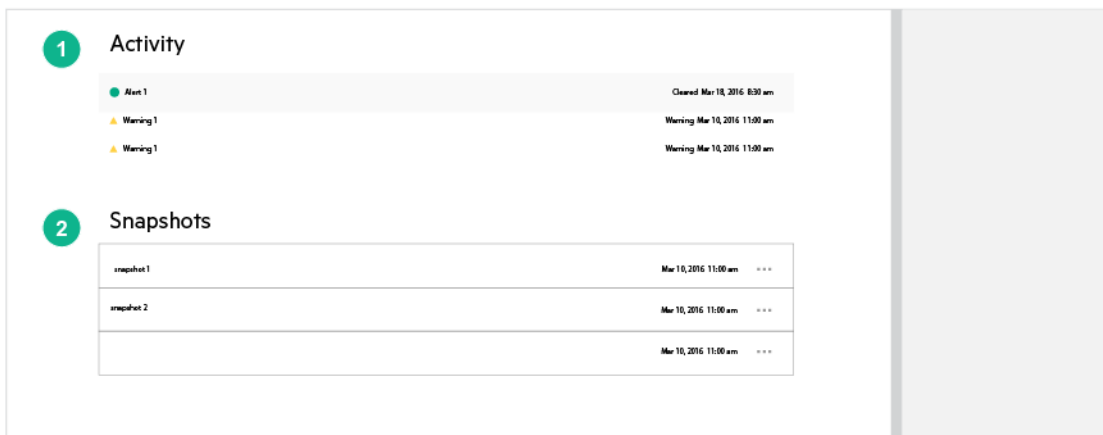 1 Activity
Alert 1 Cleared Mar 18, 2016 8:30 am
Warning 1 Warning Mar 10, 2016 11:00 am
Warning 1 Warning Mar 10, 2016 11:00 am
2 Snapshots
snapshot 1 Mar 10, 2016 11:00 am
snapshot 2 Mar 10, 2016 11:00 am
Mar 10, 2016 11:00 am